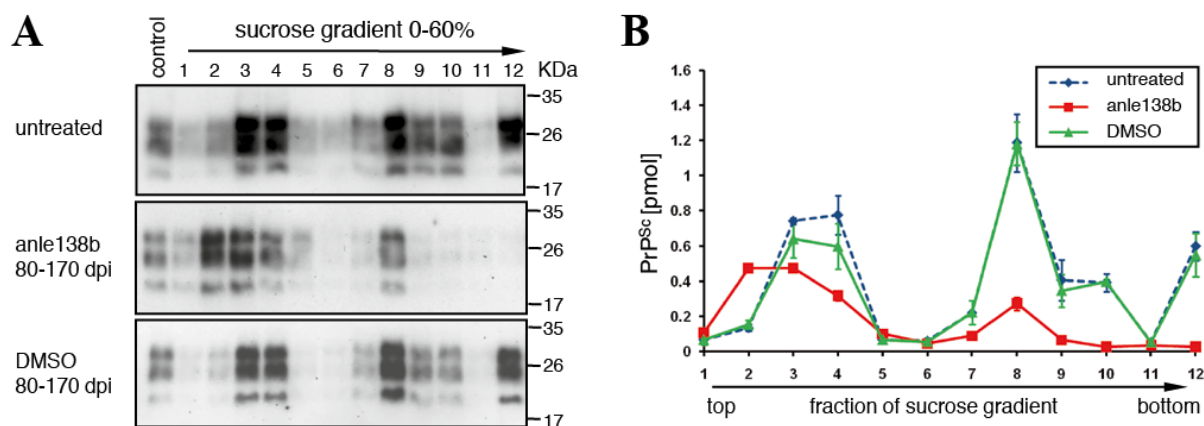 A
control
sucrose gradient 0-60%
1 2 3 4 5 6 7 8 9 10 11 12 KDa
untreated
35
26
17
anle138b
80-170 dpi
35
26
17
DMSO
80-170 dpi
35
26
17
B
PrPSc [pmol]
1.6
1.4
1.2
1.0
0.8
0.6
0.4
0.2
0
untreated
anle138b
DMSO
1 2 3 4 5 6 7 8 9 10 11 12
top fraction of sucrose gradient bottom